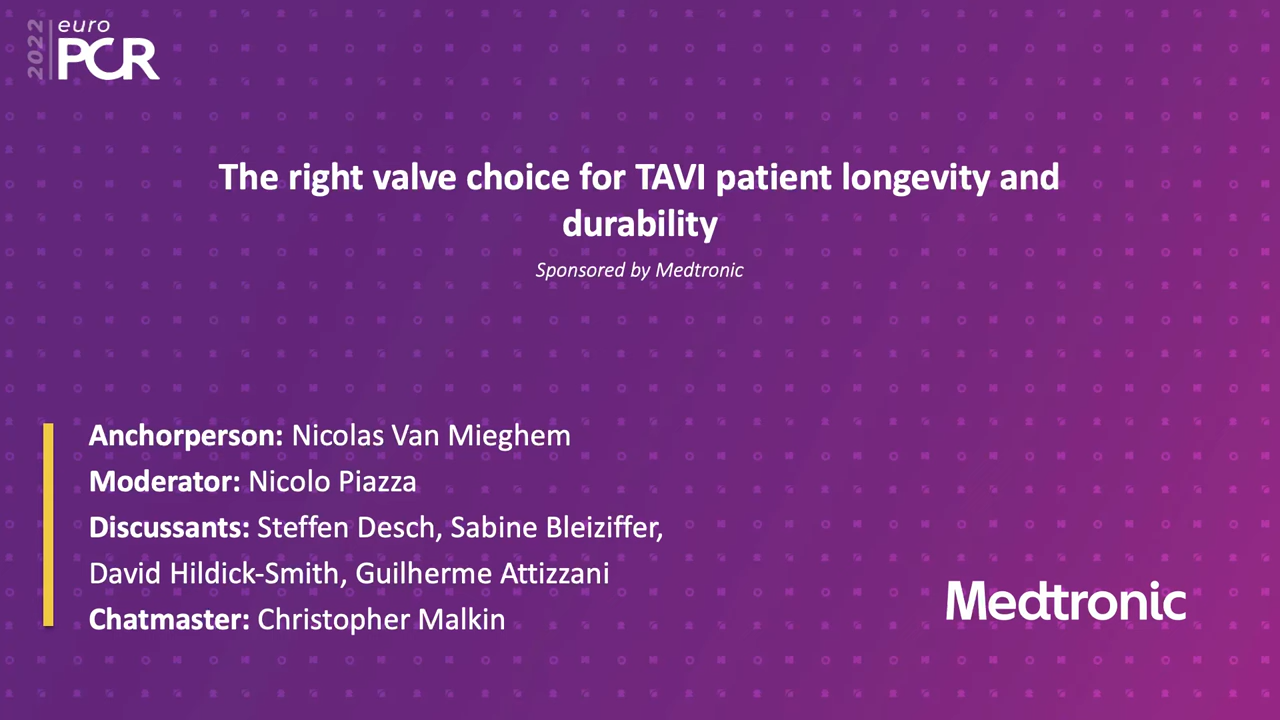 2022
euro
PCR
The right valve choice for TAVI patient longevity and
durability
Sponsored by Medtronic
Anchorperson: Nicolas Van Mieghem
Moderator: Nicolo Piazza
Discussants: Steffen Desch, Sabine Bleiziffer,
David Hildick-Smith, Guilherme Attizzani
Chatmaster: Christopher Malkin
Medtronic